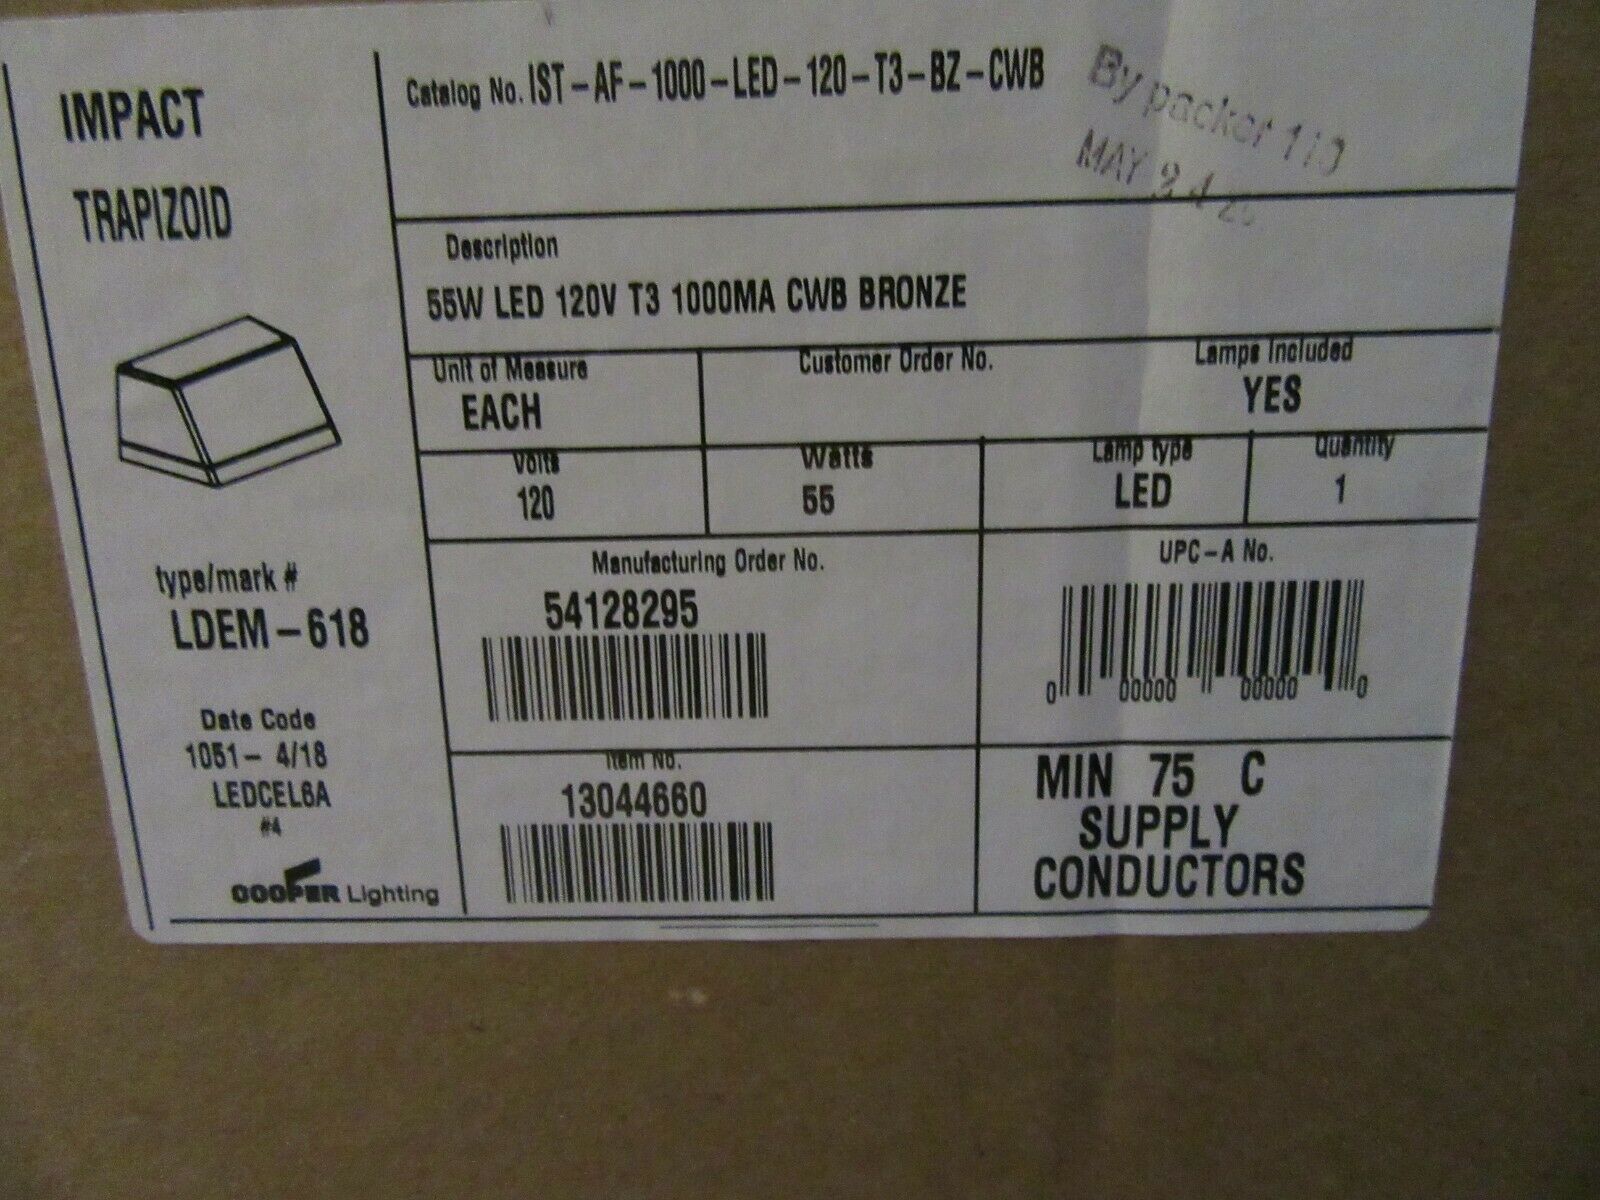 IMPACT
TRAPIZOID
type/mark #
LDEM-618
Date Code
1051- 4/18
LEDCEL6A
#4
COOPER Lighting
Catalog No. IST-AF-1000-LED-120-T3-BZ-CWB
By packer
MAY 24
Description
55W LED 120V T3 1000MA CWB BRONZE
Unit of Measure
EACH
Customer Order No.
Lamps Included
YES
Volts
120
Watts
55
Lamp type
LED
Quantity
1
Manufacturing Order No.
54128295
UPC-A No.
0 00000 00000 0
Item No.
13044660
MIN 75 C
SUPPLY
CONDUCTORS